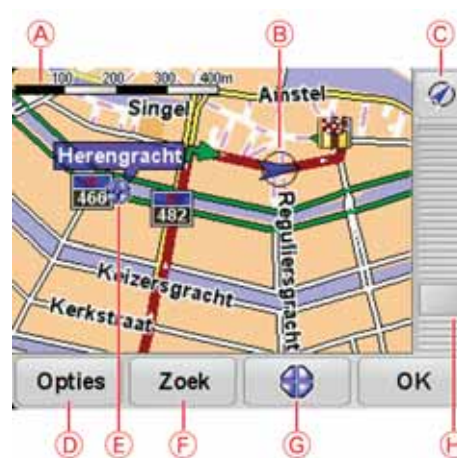 A
B
C
100 200 300 400m
Singel
Amstel
Herengracht
466
482
Reguliersgracht
Keizersgracht
Kerkstraat
Opties
Zoek
OK
D
E
F
G
H